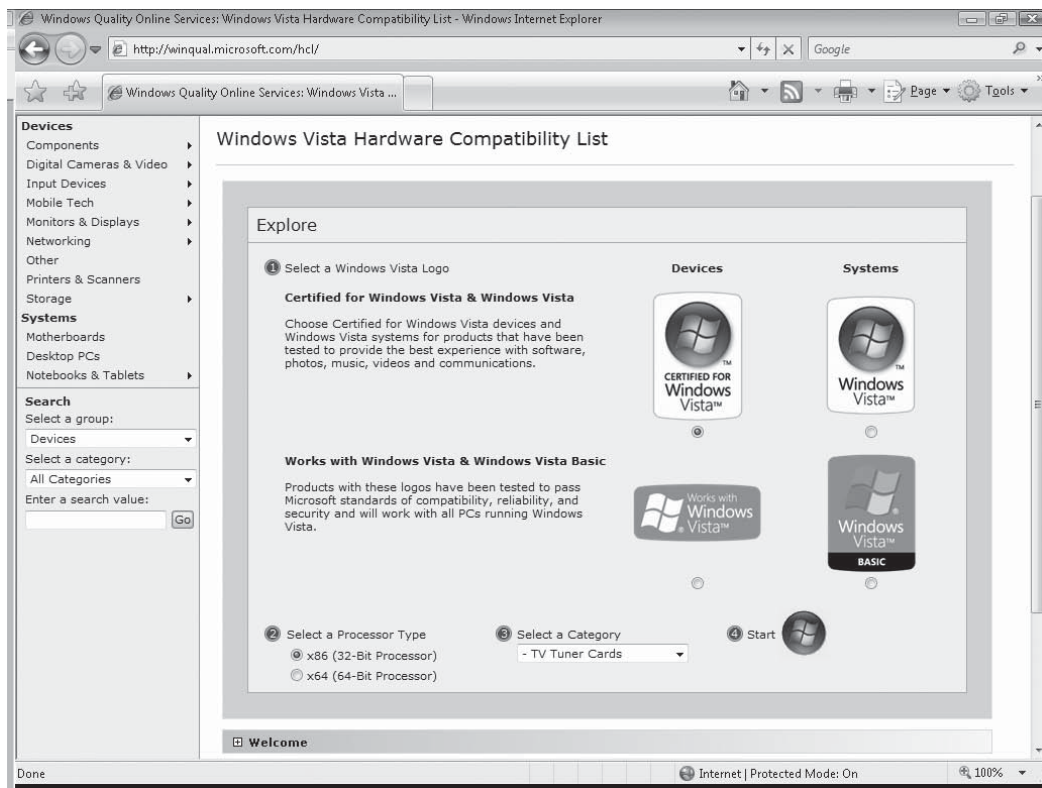 Windows Quality Online Services: Windows Vista Hardware Compatibility List - Windows Internet Explorer
http://winqual.microsoft.com/hcl/
Google
Windows Quality Online Services: Windows Vista ...
Page
Tools
Devices
Components
Digital Cameras & Video
Input Devices
Mobile Tech
Monitors & Displays
Networking
Other
Printers & Scanners
Storage
Systems
Motherboards
Desktop PCs
Notebooks & Tablets
Search
Select a group:
Devices
Select a category:
All Categories
Enter a search value:
Go
Windows Vista Hardware Compatibility List
Explore
1 Select a Windows Vista Logo
Devices
Systems
Certified for Windows Vista & Windows Vista
Choose Certified for Windows Vista devices and
Windows Vista systems for products that have been
tested to provide the best experience with software,
photos, music, videos and communications.
TM
CERTIFIED FOR
Windows
Vista™
TM
Windows
Vista™
Works with Windows Vista & Windows Vista Basic
Products with these logos have been tested to pass
Microsoft standards of compatibility, reliability, and
security and will work with all PCs running Windows
Vista.
Works with
Windows
Vista™
Windows
Vista™
BASIC
2 Select a Processor Type
x86 (32-Bit Processor)
x64 (64-Bit Processor)
3 Select a Category
- TV Tuner Cards
4 Start
Welcome
Done
Internet | Protected Mode: On
100%